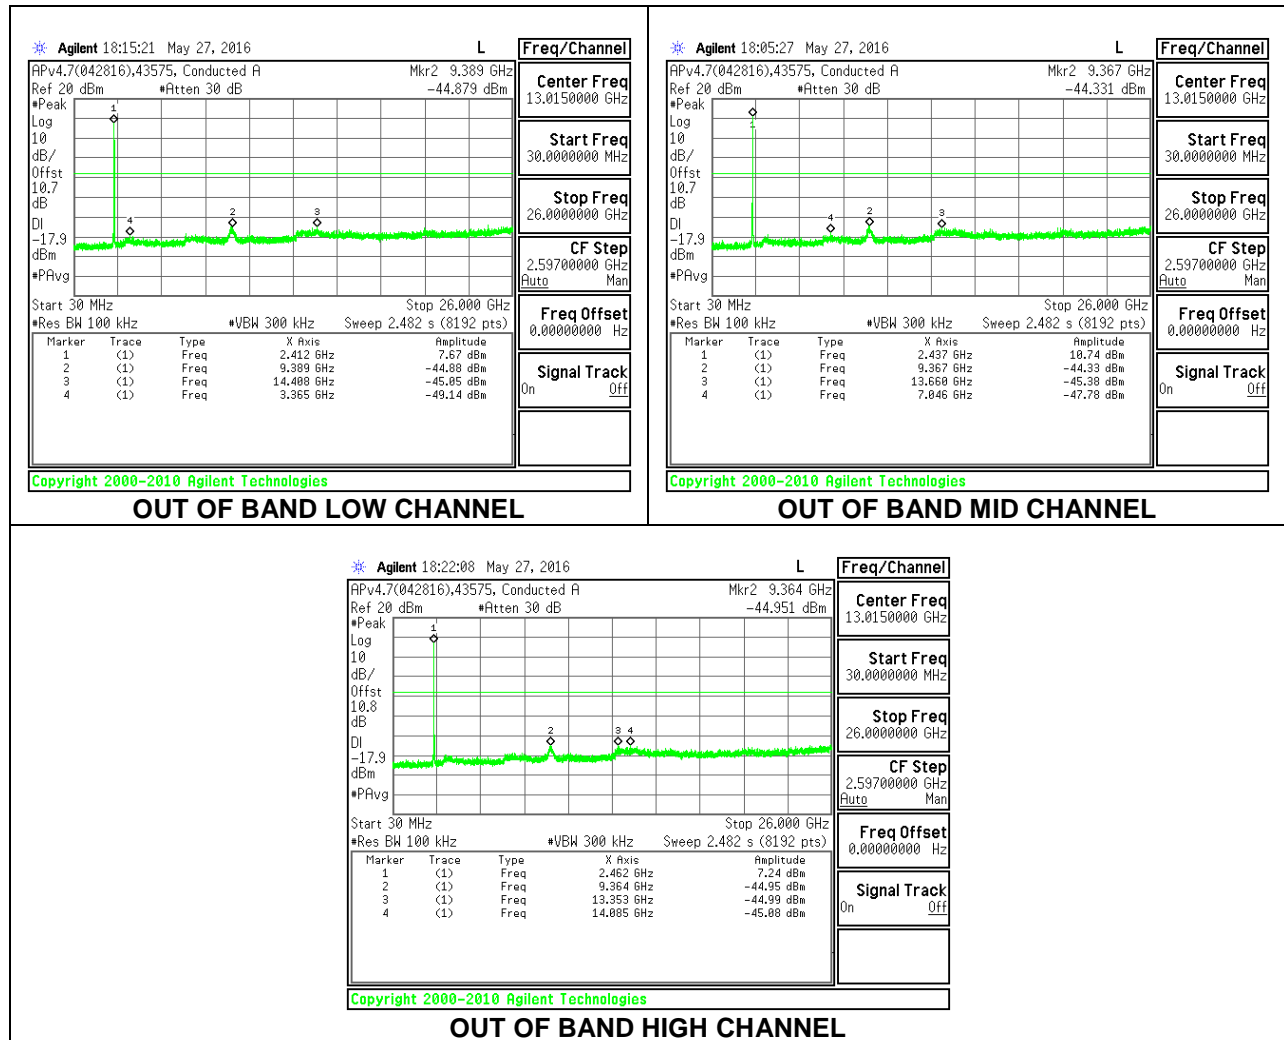 Agilent 18:15:21 May 27, 2016 L
APv4.7(042816),43575, Conducted A Mkr2 9.389 GHz
Ref 20 dBm #Atten 30 dB -44.879 dBm
#Peak
Log
10
dB/
Offst
10.7
dB
DI
-17.9
dBm
#PAvg
1
4
2
3
Start 30 MHz Stop 26.000 GHz
#Res BW 100 kHz #VBW 300 kHz Sweep 2.482 s (8192 pts)
Marker Trace Type X Axis Amplitude
1 (1) Freq 2.412 GHz 7.67 dBm
2 (1) Freq 9.389 GHz -44.88 dBm
3 (1) Freq 14.408 GHz -45.05 dBm
4 (1) Freq 3.365 GHz -49.14 dBm
Copyright 2000-2010 Agilent Technologies
Freq/Channel
Center Freq
13.0150000 GHz
Start Freq
30.0000000 MHz
Stop Freq
26.0000000 GHz
CF Step
2.59700000 GHz
Auto Man
Freq Offset
0.00000000 Hz
Signal Track
On Off
OUT OF BAND LOW CHANNEL
Agilent 18:05:27 May 27, 2016 L
APv4.7(042816),43575, Conducted A Mkr2 9.367 GHz
Ref 20 dBm #Atten 30 dB -44.331 dBm
#Peak
Log
10
dB/
Offst
10.7
dB
DI
-17.9
dBm
#PAvg
1
4
2
3
Start 30 MHz Stop 26.000 GHz
#Res BW 100 kHz #VBW 300 kHz Sweep 2.482 s (8192 pts)
Marker Trace Type X Axis Amplitude
1 (1) Freq 2.437 GHz 10.74 dBm
2 (1) Freq 9.367 GHz -44.33 dBm
3 (1) Freq 13.660 GHz -45.38 dBm
4 (1) Freq 7.046 GHz -47.78 dBm
Copyright 2000-2010 Agilent Technologies
Freq/Channel
Center Freq
13.0150000 GHz
Start Freq
30.0000000 MHz
Stop Freq
26.0000000 GHz
CF Step
2.59700000 GHz
Auto Man
Freq Offset
0.00000000 Hz
Signal Track
On Off
OUT OF BAND MID CHANNEL
Agilent 18:22:08 May 27, 2016 L
APv4.7(042816),43575, Conducted A Mkr2 9.364 GHz
Ref 20 dBm #Atten 30 dB -44.951 dBm
#Peak
Log
10
dB/
Offst
10.8
dB
DI
-17.9
dBm
#PAvg
1
2
3 4
Start 30 MHz Stop 26.000 GHz
#Res BW 100 kHz #VBW 300 kHz Sweep 2.482 s (8192 pts)
Marker Trace Type X Axis Amplitude
1 (1) Freq 2.462 GHz 7.24 dBm
2 (1) Freq 9.364 GHz -44.95 dBm
3 (1) Freq 13.353 GHz -44.99 dBm
4 (1) Freq 14.085 GHz -45.08 dBm
Copyright 2000-2010 Agilent Technologies
Freq/Channel
Center Freq
13.0150000 GHz
Start Freq
30.0000000 MHz
Stop Freq
26.0000000 GHz
CF Step
2.59700000 GHz
Auto Man
Freq Offset
0.00000000 Hz
Signal Track
On Off
OUT OF BAND HIGH CHANNEL